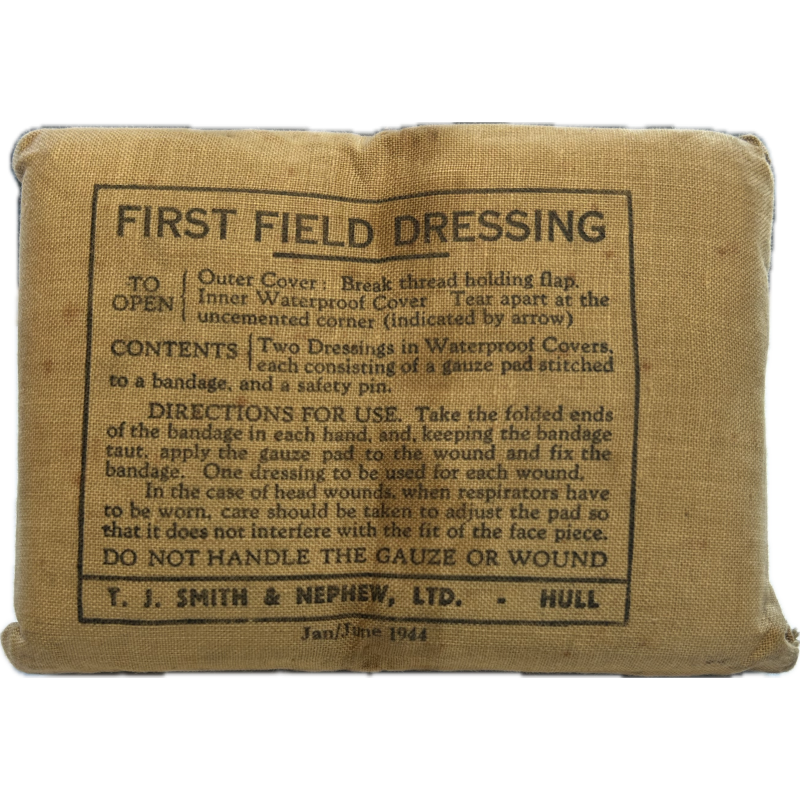 FIRST FIELD DRESSING
TO OPEN { Outer Cover: Break thread holding flap.
Inner Waterproof Cover Tear apart at the
uncemented corner (indicated by arrow)
CONTENTS { Two Dressings in Waterproof Covers,
each consisting of a gauze pad stitched
to a bandage, and a safety pin.
DIRECTIONS FOR USE. Take the folded ends
of the bandage in each hand, and, keeping the bandage
taut, apply the gauze pad to the wound and fix the
bandage. One dressing to be used for each wound.
In the case of head wounds, when respirators have
to be worn, care should be taken to adjust the pad so
that it does not interfere with the fit of the face piece.
DO NOT HANDLE THE GAUZE OR WOUND
T. J. SMITH & NEPHEW, LTD. - HULL
Jan/June 1944